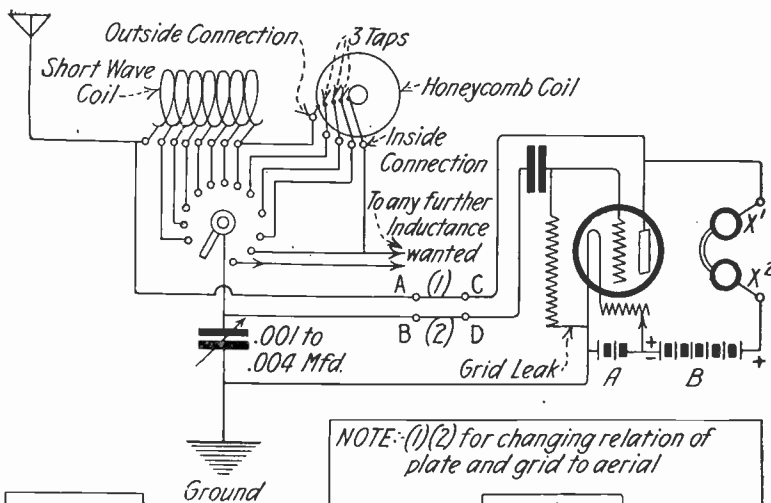 Outside Connection
3 Taps
Short Wave
Coil
Honeycomb Coil
Inside
Connection
To any further
Inductance
wanted
A (1) C
B (2) D
.001 to
.004 Mfd.
Grid Leak
X¹
X²
+
-
+
A
B
Ground
NOTE:-(1)(2) for changing relation of
plate and grid to aerial